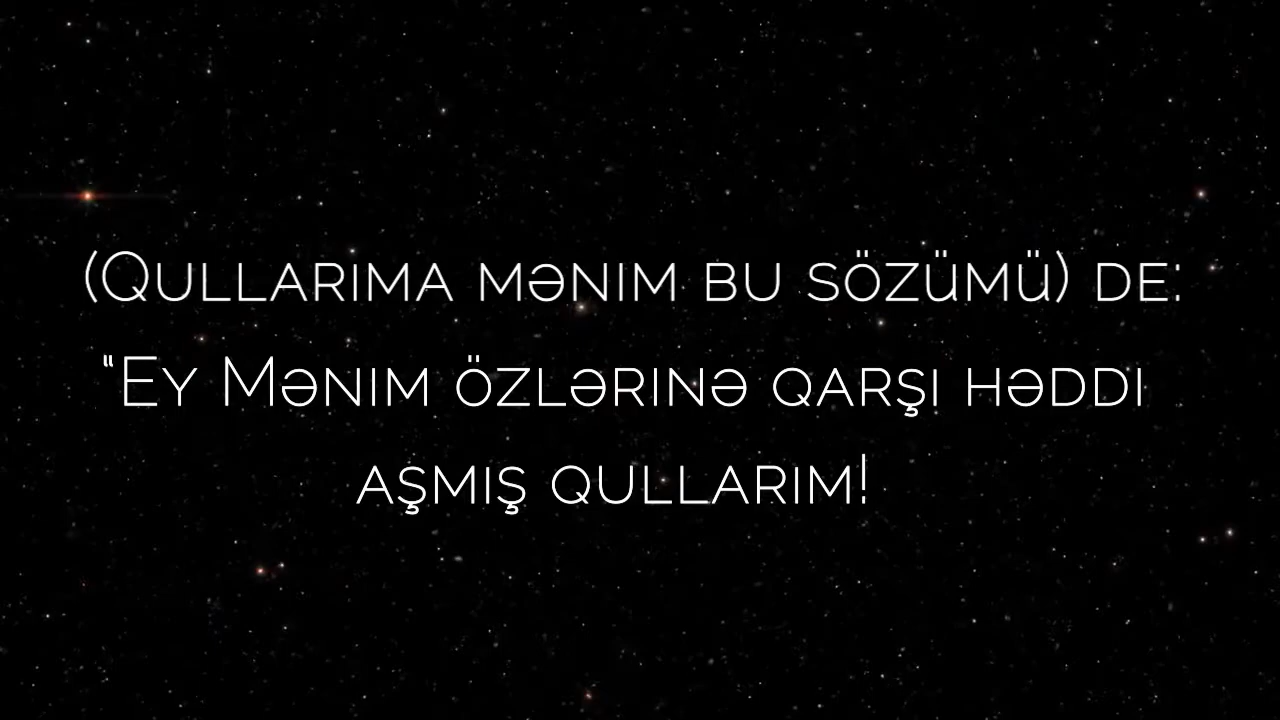 (Qullarıma mənim bu sözümü) de:
“Ey Mənim özlərinə qarşı həddi
aşmış qullarım!